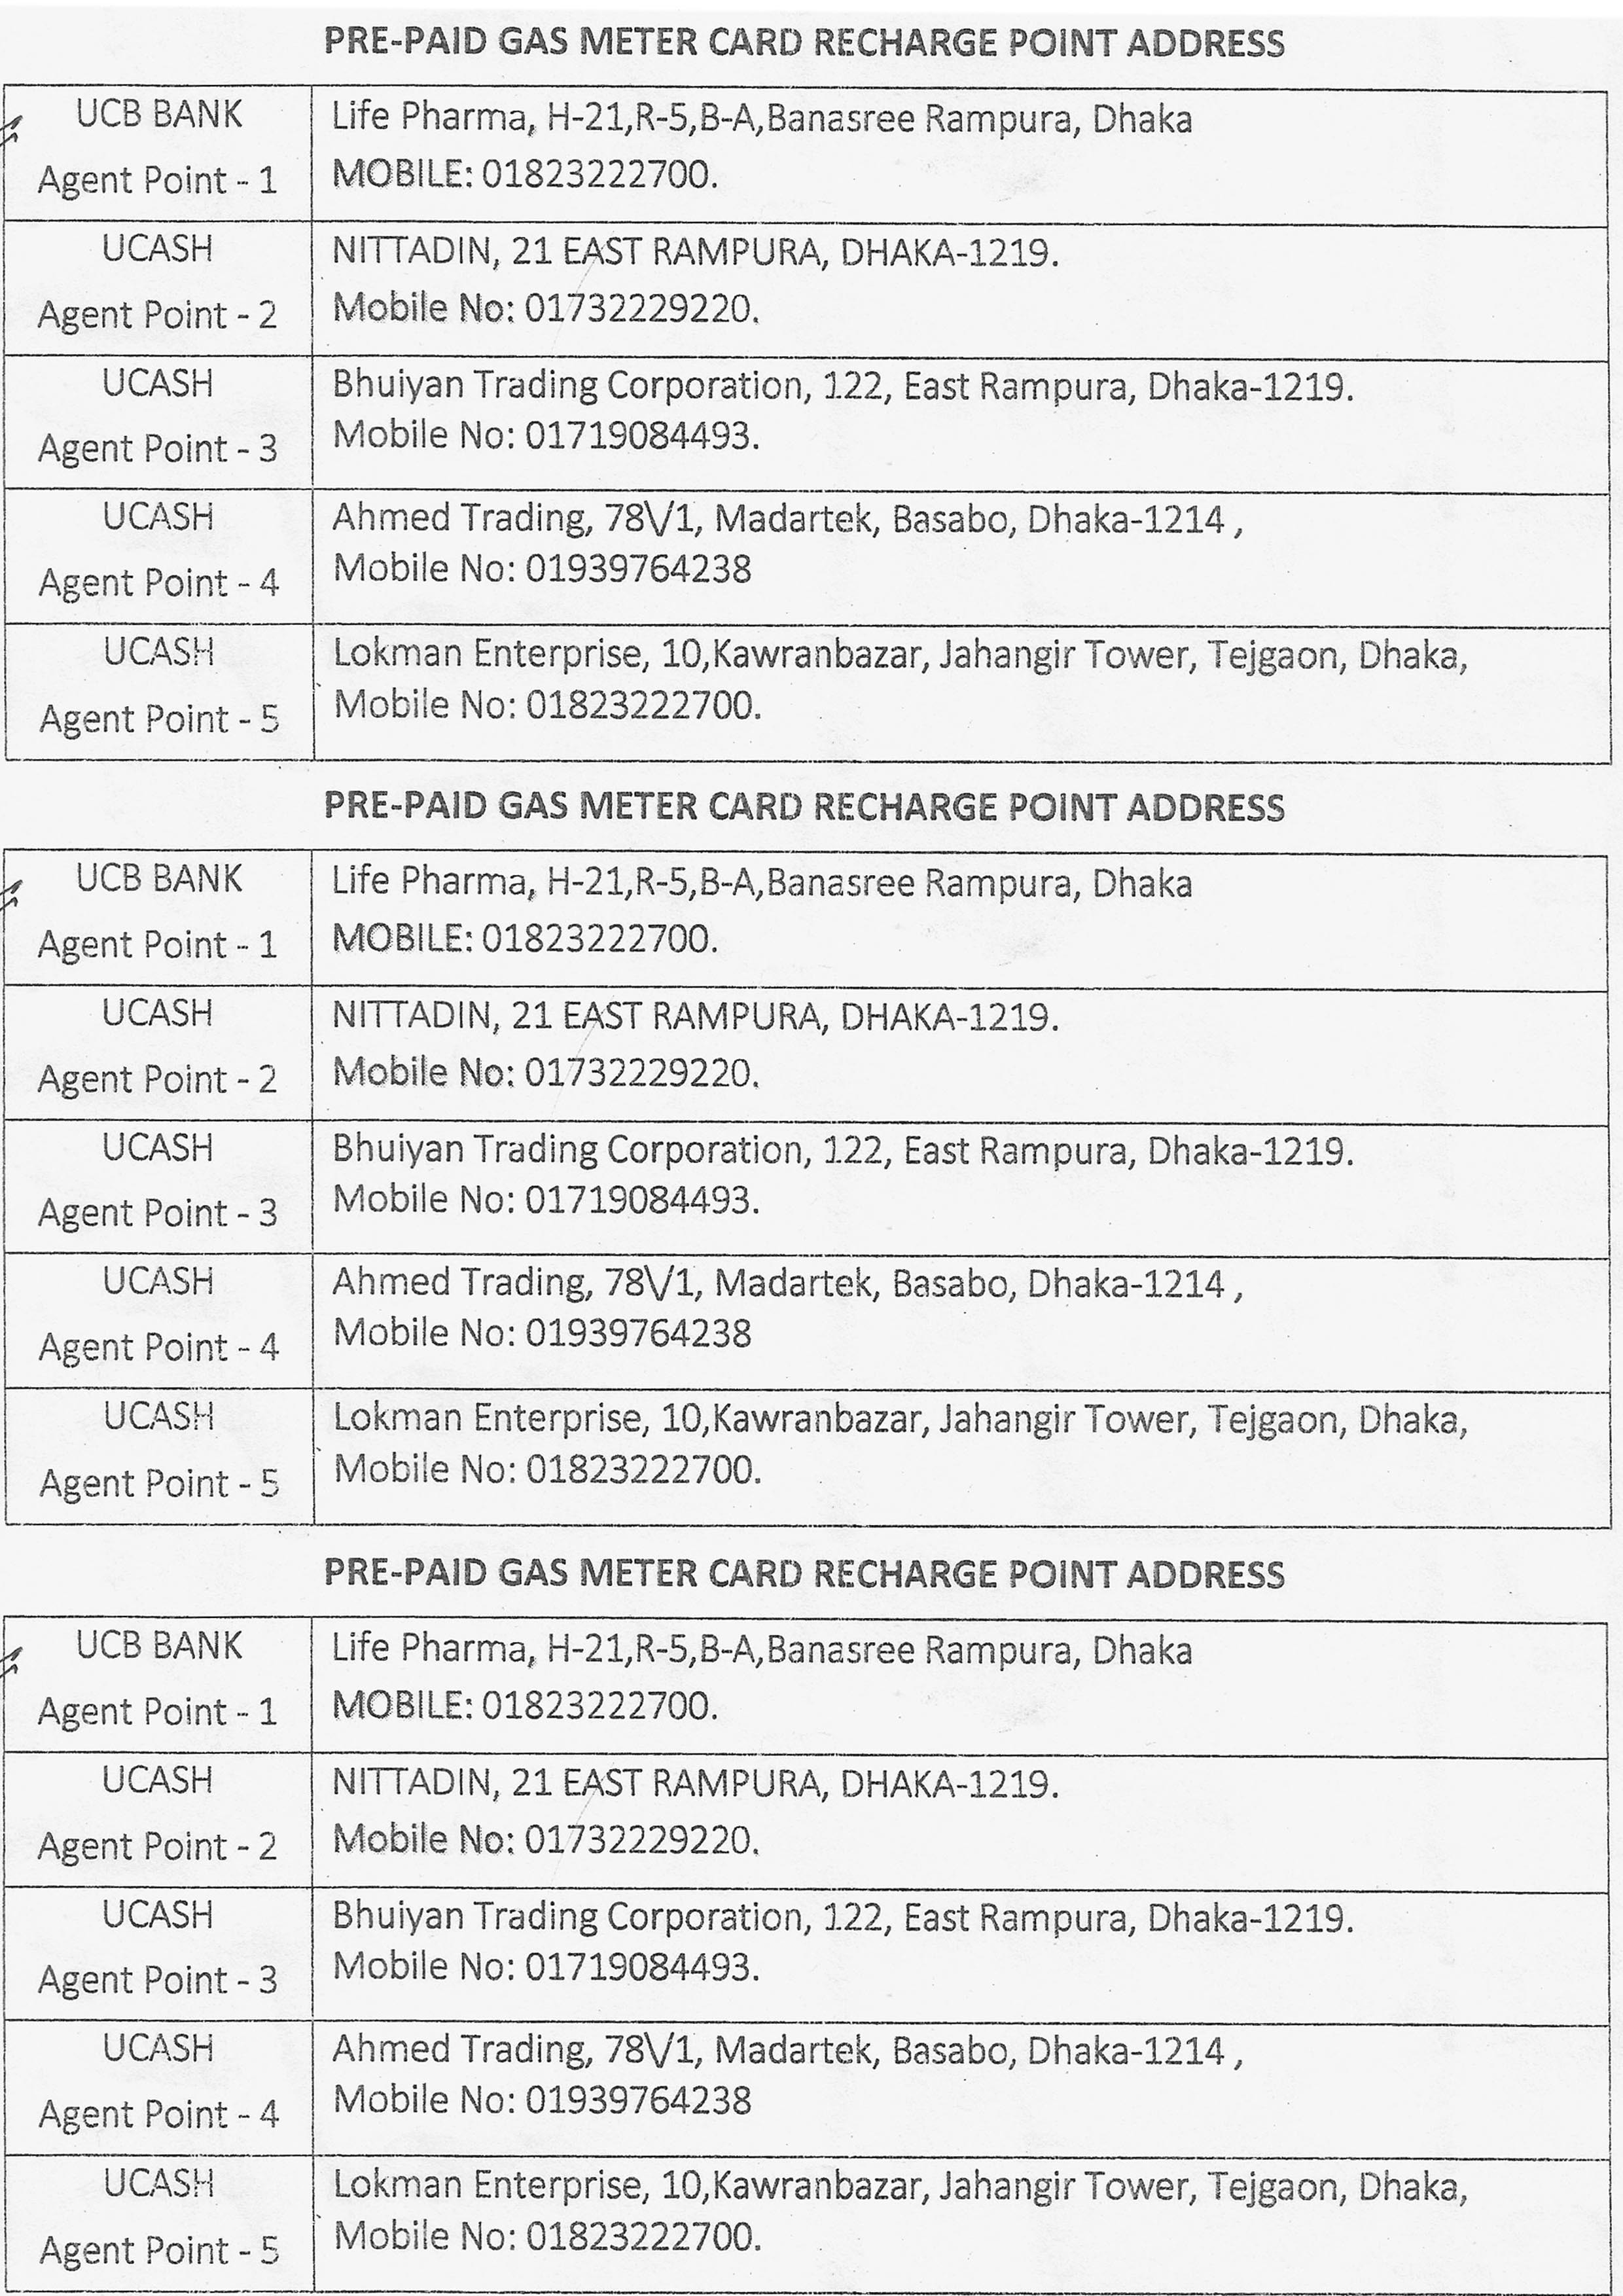 PRE-PAID GAS METER CARD RECHARGE POINT ADDRESS
UCB BANK
Agent Point - 1
Life Pharma, H-21,R-5,B-A,Banasree Rampura, Dhaka
MOBILE: 01823222700.
UCASH
Agent Point - 2
NITTADIN, 21 EAST RAMPURA, DHAKA-1219.
Mobile No: 01732229220.
UCASH
Agent Point - 3
Bhuiyan Trading Corporation, 122, East Rampura, Dhaka-1219.
Mobile No: 01719084493.
UCASH
Agent Point - 4
Ahmed Trading, 78\/1, Madartek, Basabo, Dhaka-1214 ,
Mobile No: 01939764238
UCASH
Agent Point - 5
Lokman Enterprise, 10,Kawranbazar, Jahangir Tower, Tejgaon, Dhaka,
Mobile No: 01823222700.
PRE-PAID GAS METER CARD RECHARGE POINT ADDRESS
UCB BANK
Agent Point - 1
Life Pharma, H-21,R-5,B-A,Banasree Rampura, Dhaka
MOBILE: 01823222700.
UCASH
Agent Point - 2
NITTADIN, 21 EAST RAMPURA, DHAKA-1219.
Mobile No: 01732229220.
UCASH
Agent Point - 3
Bhuiyan Trading Corporation, 122, East Rampura, Dhaka-1219.
Mobile No: 01719084493.
UCASH
Agent Point - 4
Ahmed Trading, 78\/1, Madartek, Basabo, Dhaka-1214 ,
Mobile No: 01939764238
UCASH
Agent Point - 5
Lokman Enterprise, 10,Kawranbazar, Jahangir Tower, Tejgaon, Dhaka,
Mobile No: 01823222700.
PRE-PAID GAS METER CARD RECHARGE POINT ADDRESS
UCB BANK
Agent Point - 1
Life Pharma, H-21,R-5,B-A,Banasree Rampura, Dhaka
MOBILE: 01823222700.
UCASH
Agent Point - 2
NITTADIN, 21 EAST RAMPURA, DHAKA-1219.
Mobile No: 01732229220.
UCASH
Agent Point - 3
Bhuiyan Trading Corporation, 122, East Rampura, Dhaka-1219.
Mobile No: 01719084493.
UCASH
Agent Point - 4
Ahmed Trading, 78\/1, Madartek, Basabo, Dhaka-1214 ,
Mobile No: 01939764238
UCASH
Agent Point - 5
Lokman Enterprise, 10,Kawranbazar, Jahangir Tower, Tejgaon, Dhaka,
Mobile No: 01823222700.